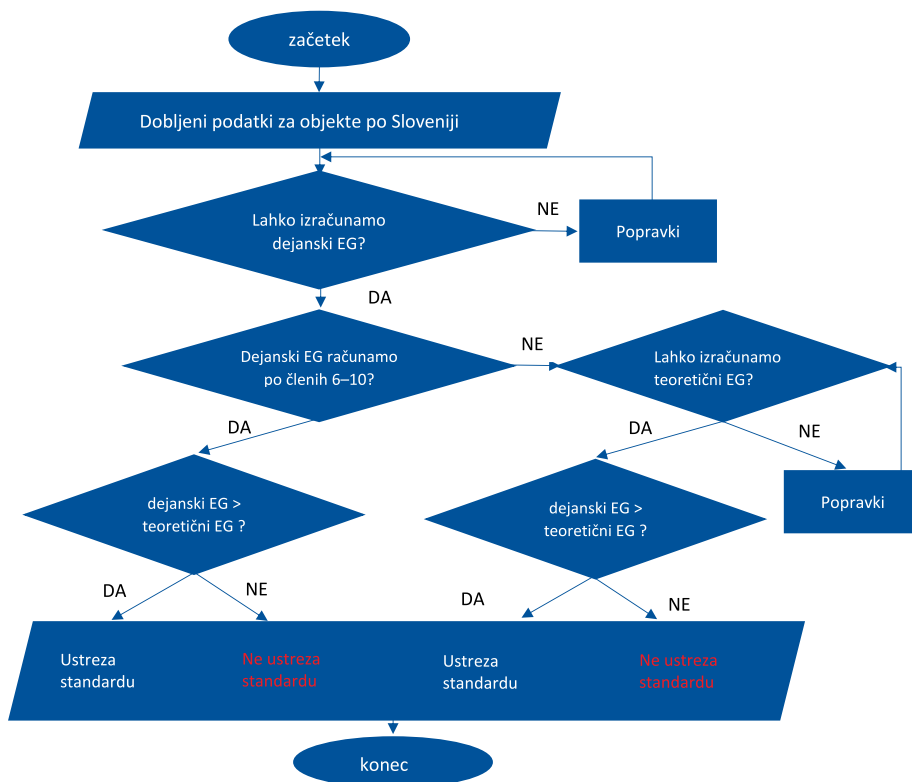 začetek
Dobljeni podatki za objekte po Sloveniji
Lahko izračunamo
dejanski EG?
NE
Popravki
DA
Dejanski EG računamo
po členih 6–10?
NE
Lahko izračunamo
teoretični EG?
DA
DA
NE
dejanski EG >
teoretični EG ?
dejanski EG >
teoretični EG ?
Popravki
DA
NE
DA
NE
Ustreza
standardu
Ne ustreza
standardu
Ustreza
standardu
Ne ustreza
standardu
konec